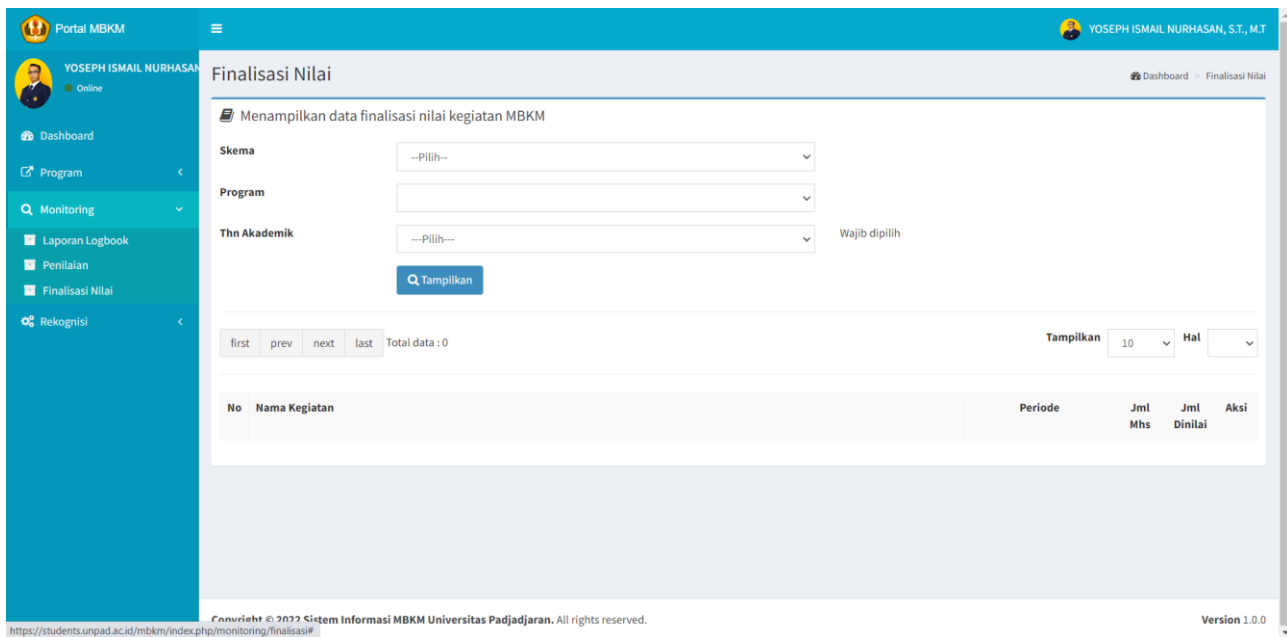 Portal MBKM
YOSEPH ISMAIL NURHASAN, S.T., M.T
YOSEPH ISMAIL NURHASAN
Online
Dashboard
Program
Monitoring
Laporan Logbook
Penilaian
Finalisasi Nilai
Rekognisi
Finalisasi Nilai
Dashboard > Finalisasi Nilai
Menampilkan data finalisasi nilai kegiatan MBKM
Skema --Pilih--
Program
Thn Akademik ---Pilih--- Wajib dipilih
Tampilkan
first prev next last Total data : 0 Tampilkan 10 Hal
No Nama Kegiatan Periode Jml Mhs Jml Dinilai Aksi
Copyright © 2022 Sistem Informasi MBKM Universitas Padjadjaran. All rights reserved. Version 1.0.0
https://students.unpad.ac.id/mbkm/index.php/monitoring/finalisasi#